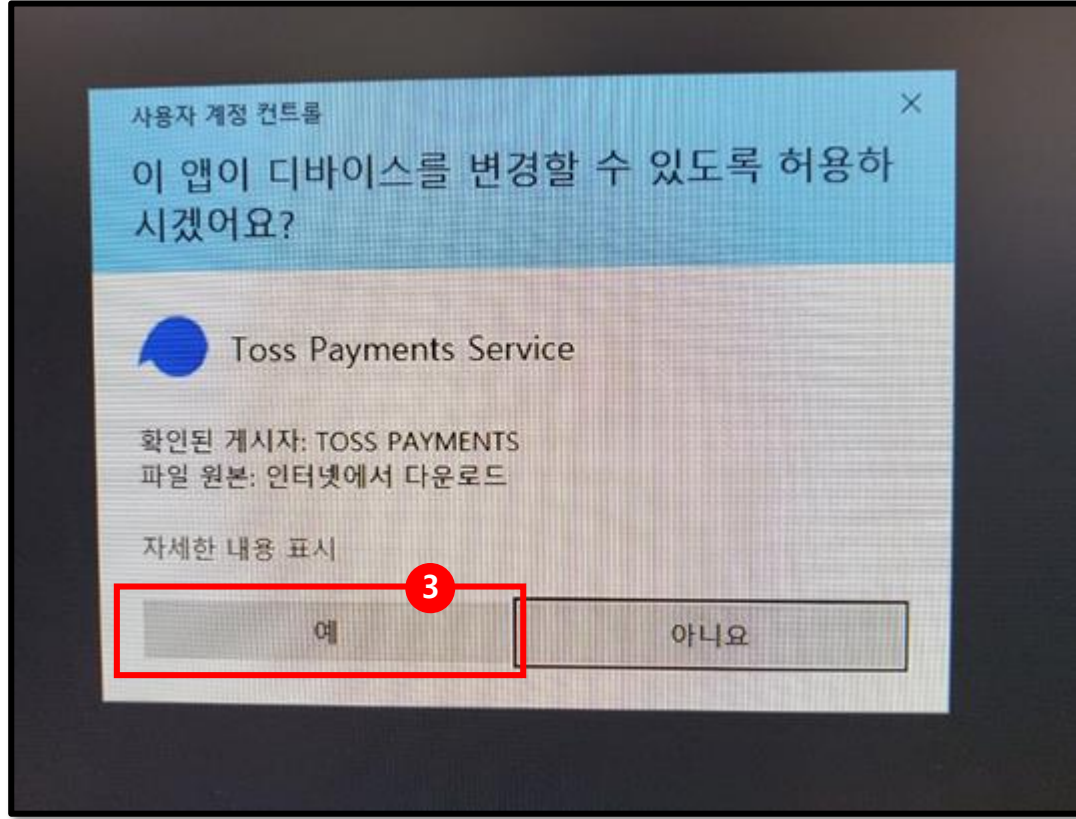 사용자 계정 컨트롤
이 앱이 디바이스를 변경할 수 있도록 허용하
시겠어요?
Toss Payments Service
확인된 게시자: TOSS PAYMENTS
파일 원본: 인터넷에서 다운로드
자세한 내용 표시
3
예
아니요